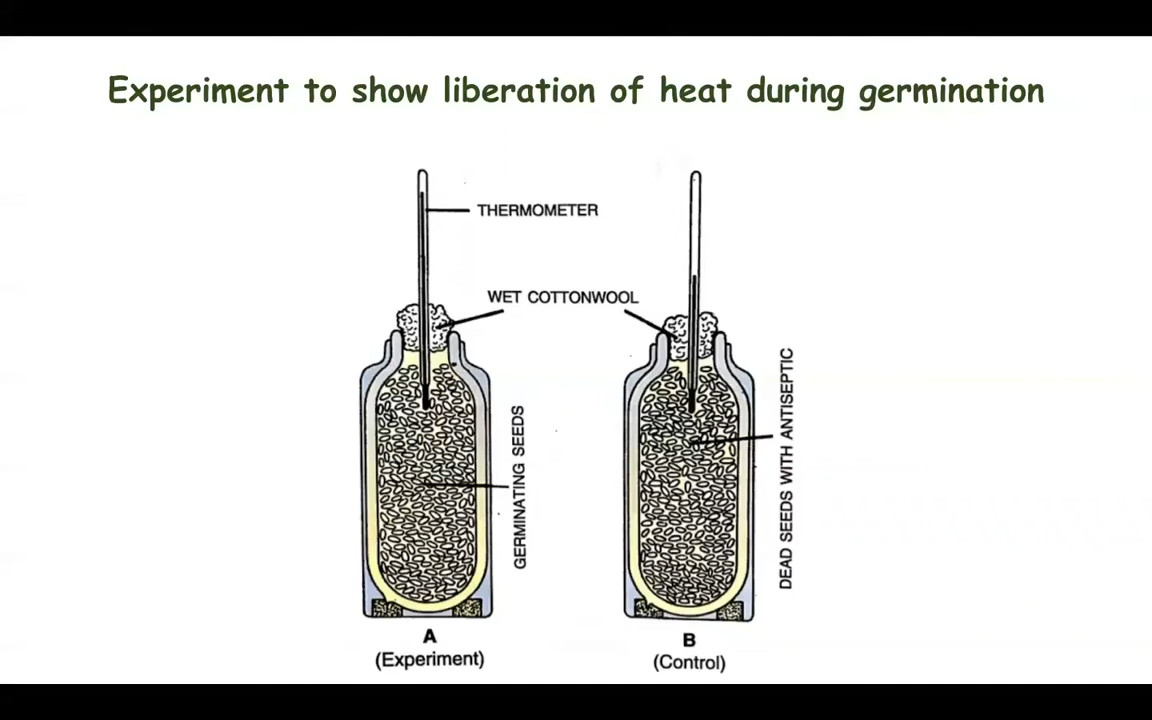 Experiment to show liberation of heat during germination
THERMOMETER
WET COTTONWOOL
GERMINATING SEEDS
DEAD SEEDS WITH ANTISEPTIC
A
(Experiment)
B
(Control)